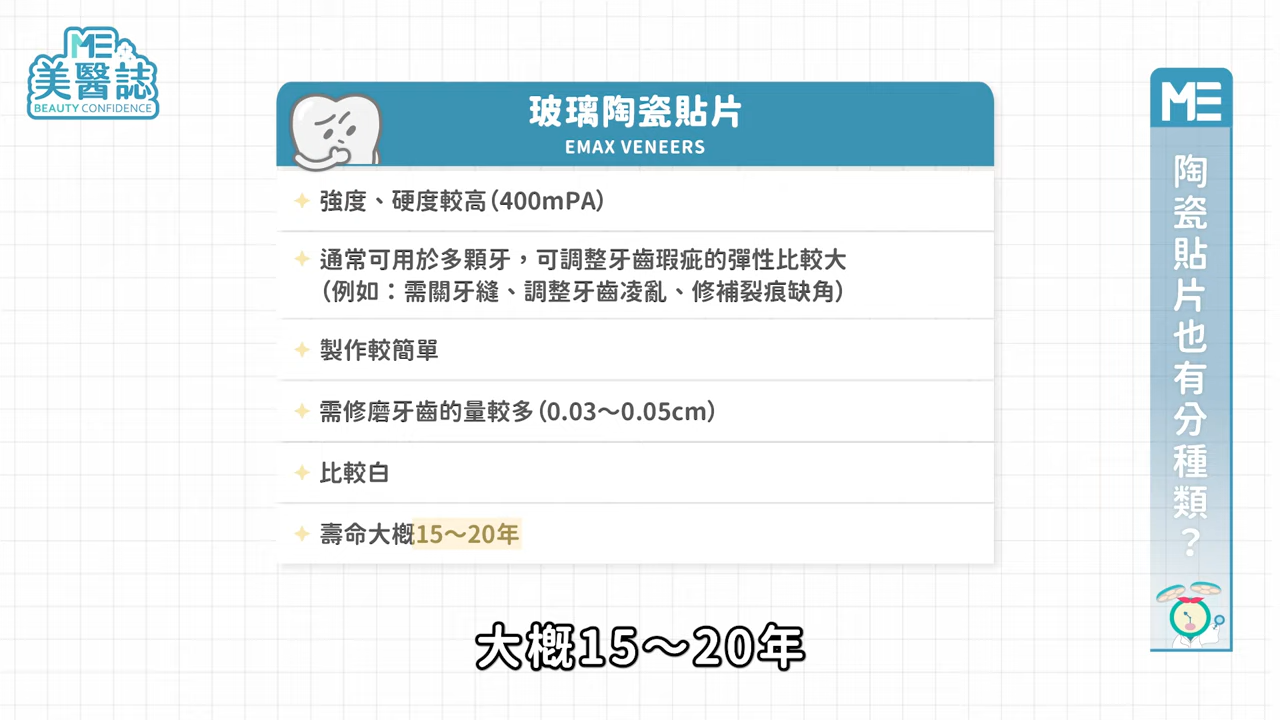 ME
美醫誌
BEAUTY CONFIDENCE
玻璃陶瓷貼片
EMAX VENEERS
強度、硬度較高(400mPA)
通常可用於多顆牙，可調整牙齒瑕疵的彈性比較大
(例如：需關牙縫、調整牙齒凌亂、修補裂痕缺角)
製作較簡單
需修磨牙齒的量較多(0.03～0.05cm)
比較白
壽命大概15～20年
大概15～20年
ME
陶瓷貼片也有分種類？